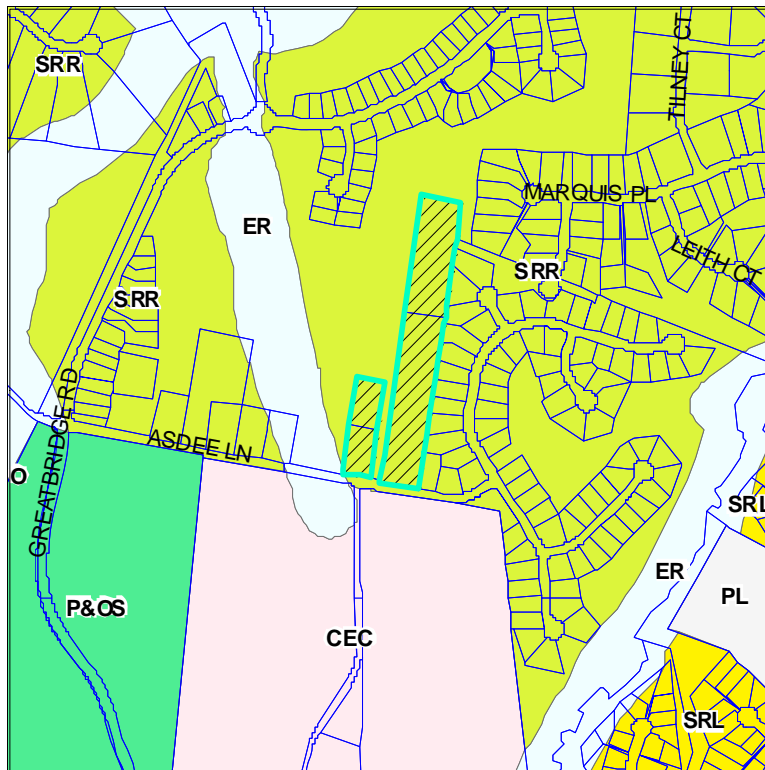 SRR
TILNEY CT
MARQUIS PL
ER
LEITH CT
SRR
SRR
GREATBRIDGE RD
ASDEE LN
O
SRL
ER
PL
P&OS
CEC
SRL